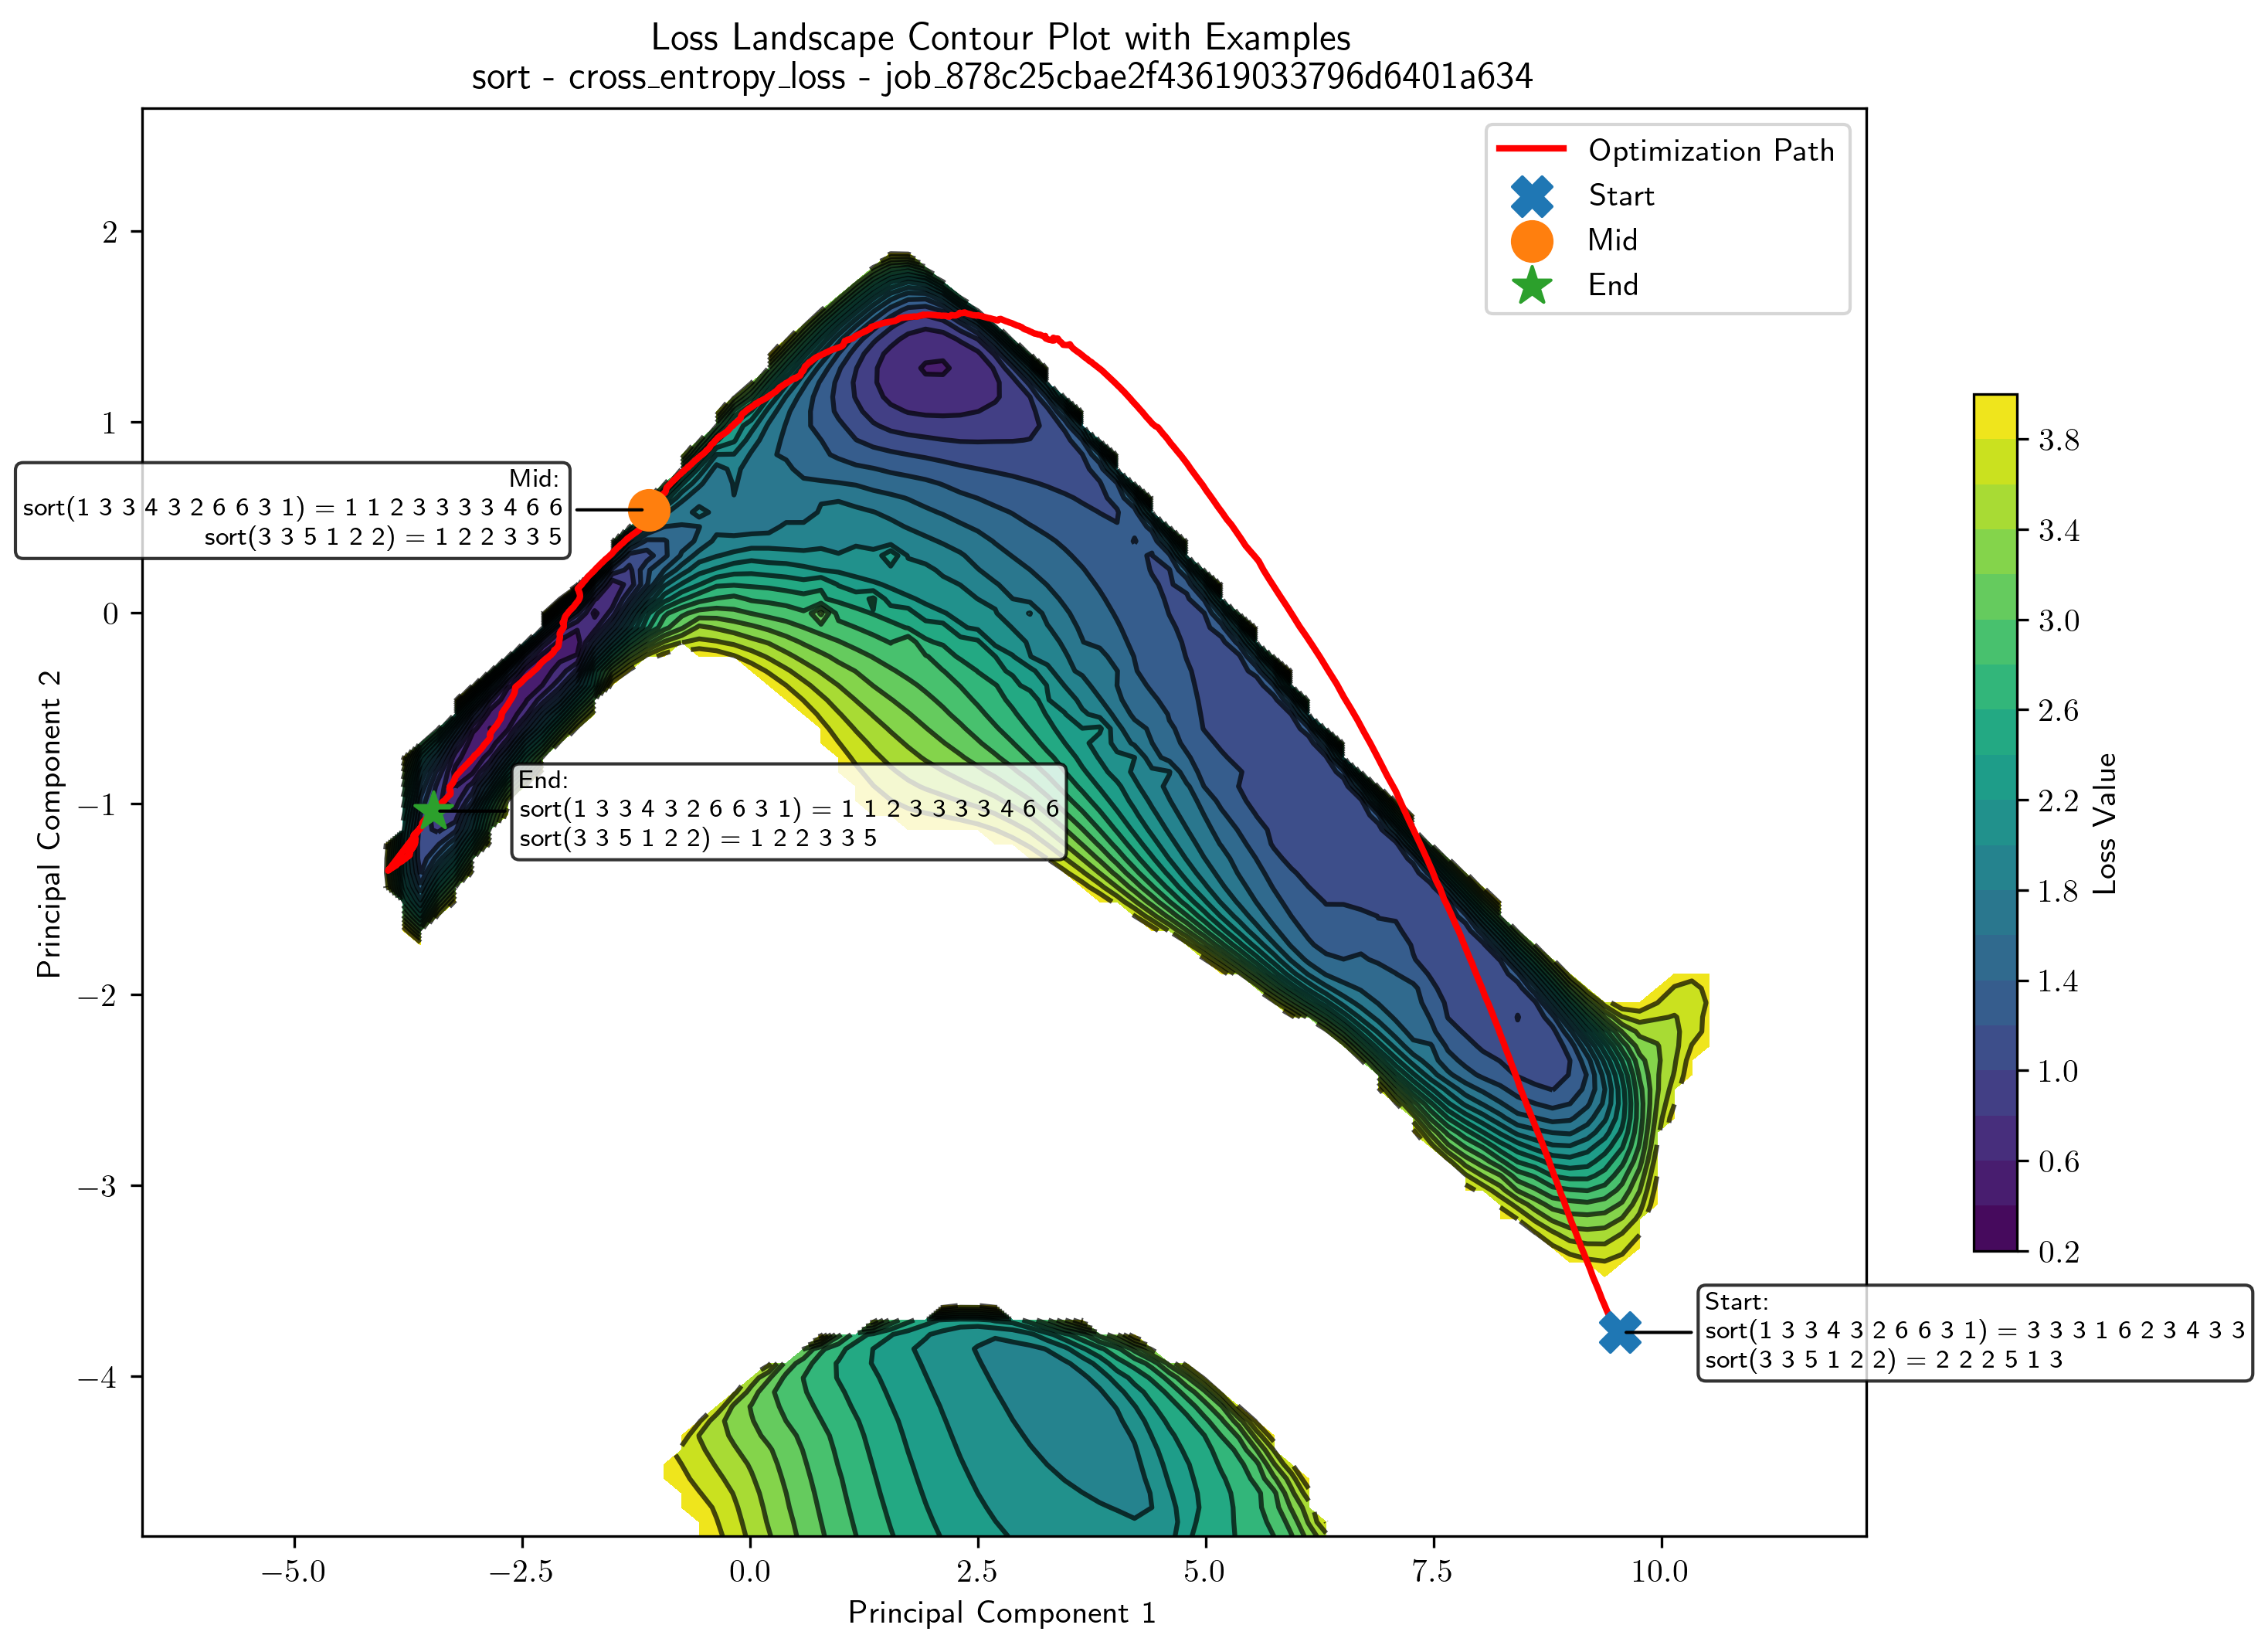 Loss Landscape Contour Plot with Examples
sort - cross_entropy_loss - job_878c25cbae2f43619033796d6401a634
Optimization Path
Start
Mid
End
2
1
0
−1
−2
−3
−4
Principal Component 2
Mid:
sort(1 3 3 4 3 2 6 6 3 1) = 1 1 2 3 3 3 3 4 6 6
sort(3 3 5 1 2 2) = 1 2 2 3 3 5
End:
sort(1 3 3 4 3 2 6 6 3 1) = 1 1 2 3 3 3 3 4 6 6
sort(3 3 5 1 2 2) = 1 2 2 3 3 5
Start:
sort(1 3 3 4 3 2 6 6 3 1) = 3 3 3 1 6 2 3 4 3 3
sort(3 3 5 1 2 2) = 2 2 2 5 1 3
3.8
3.4
3.0
2.6
2.2
1.8
1.4
1.0
0.6
0.2
Loss Value
−5.0 −2.5 0.0 2.5 5.0 7.5 10.0
Principal Component 1